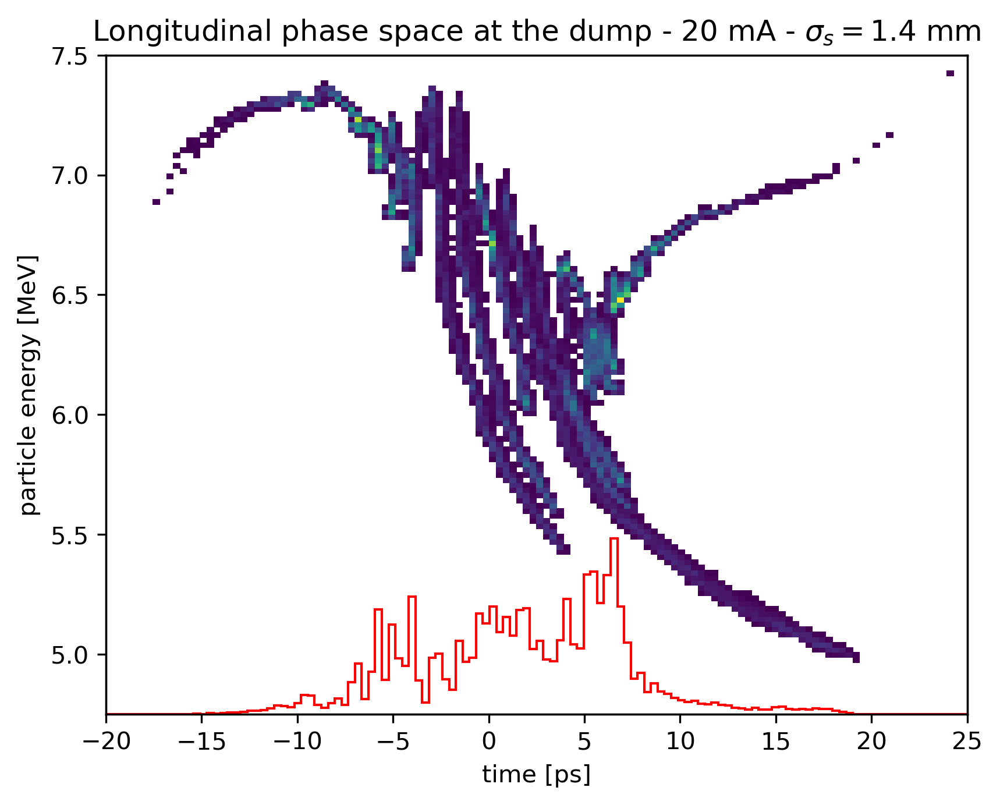 Longitudinal phase space at the dump - 20 mA - σs = 1.4 mm
7.5
7.0
6.5
6.0
5.5
5.0
particle energy [MeV]
−20 −15 −10 −5 0 5 10 15 20 25
time [ps]